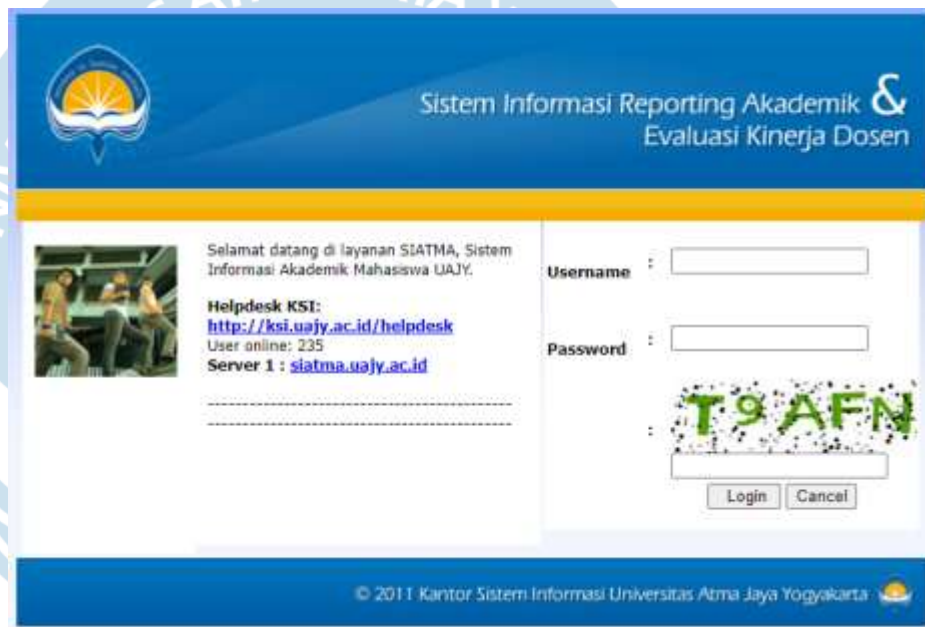 Sistem Informasi Reporting Akademik &
Evaluasi Kinerja Dosen
Selamat datang di layanan SIATMA, Sistem
Informasi Akademik Mahasiswa UAJY.
Helpdesk KSI:
http://ksi.uajy.ac.id/helpdesk
User online: 235
Server 1 : siatma.uajy.ac.id
--------------------------------------------
--------------------------------------------
Username :
Password :
: T9AFN
Login Cancel
© 2011 Kantor Sistem Informasi Universitas Atma Jaya Yogyakarta